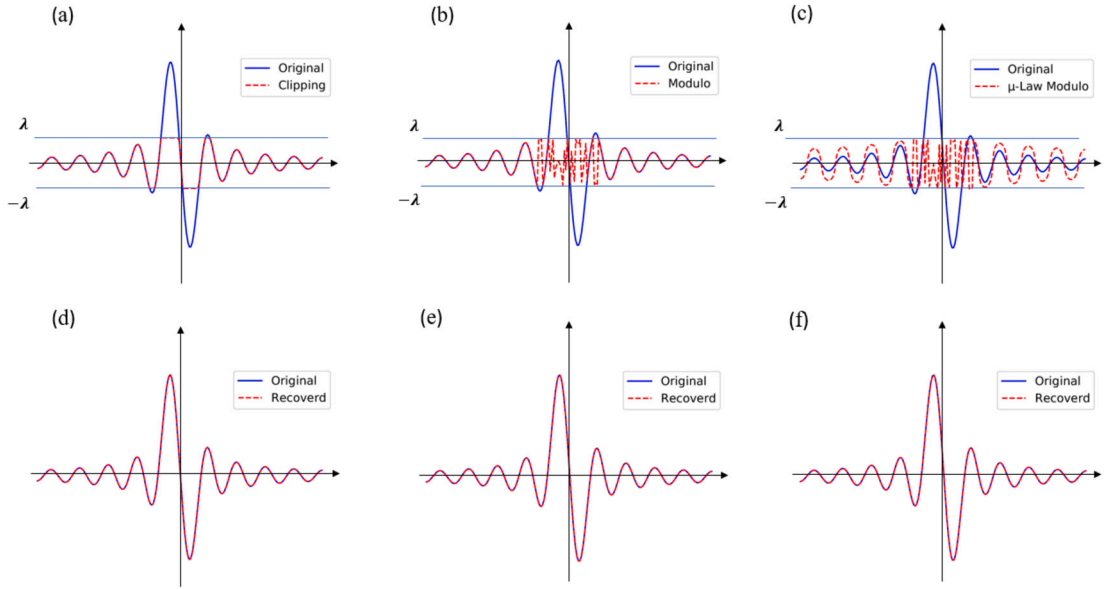 (a)
Original
Clipping
λ
−λ
(b)
Original
Modulo
λ
−λ
(c)
Original
μ-Law Modulo
λ
−λ
(d)
Original
Recoverd
(e)
Original
Recoverd
(f)
Original
Recoverd